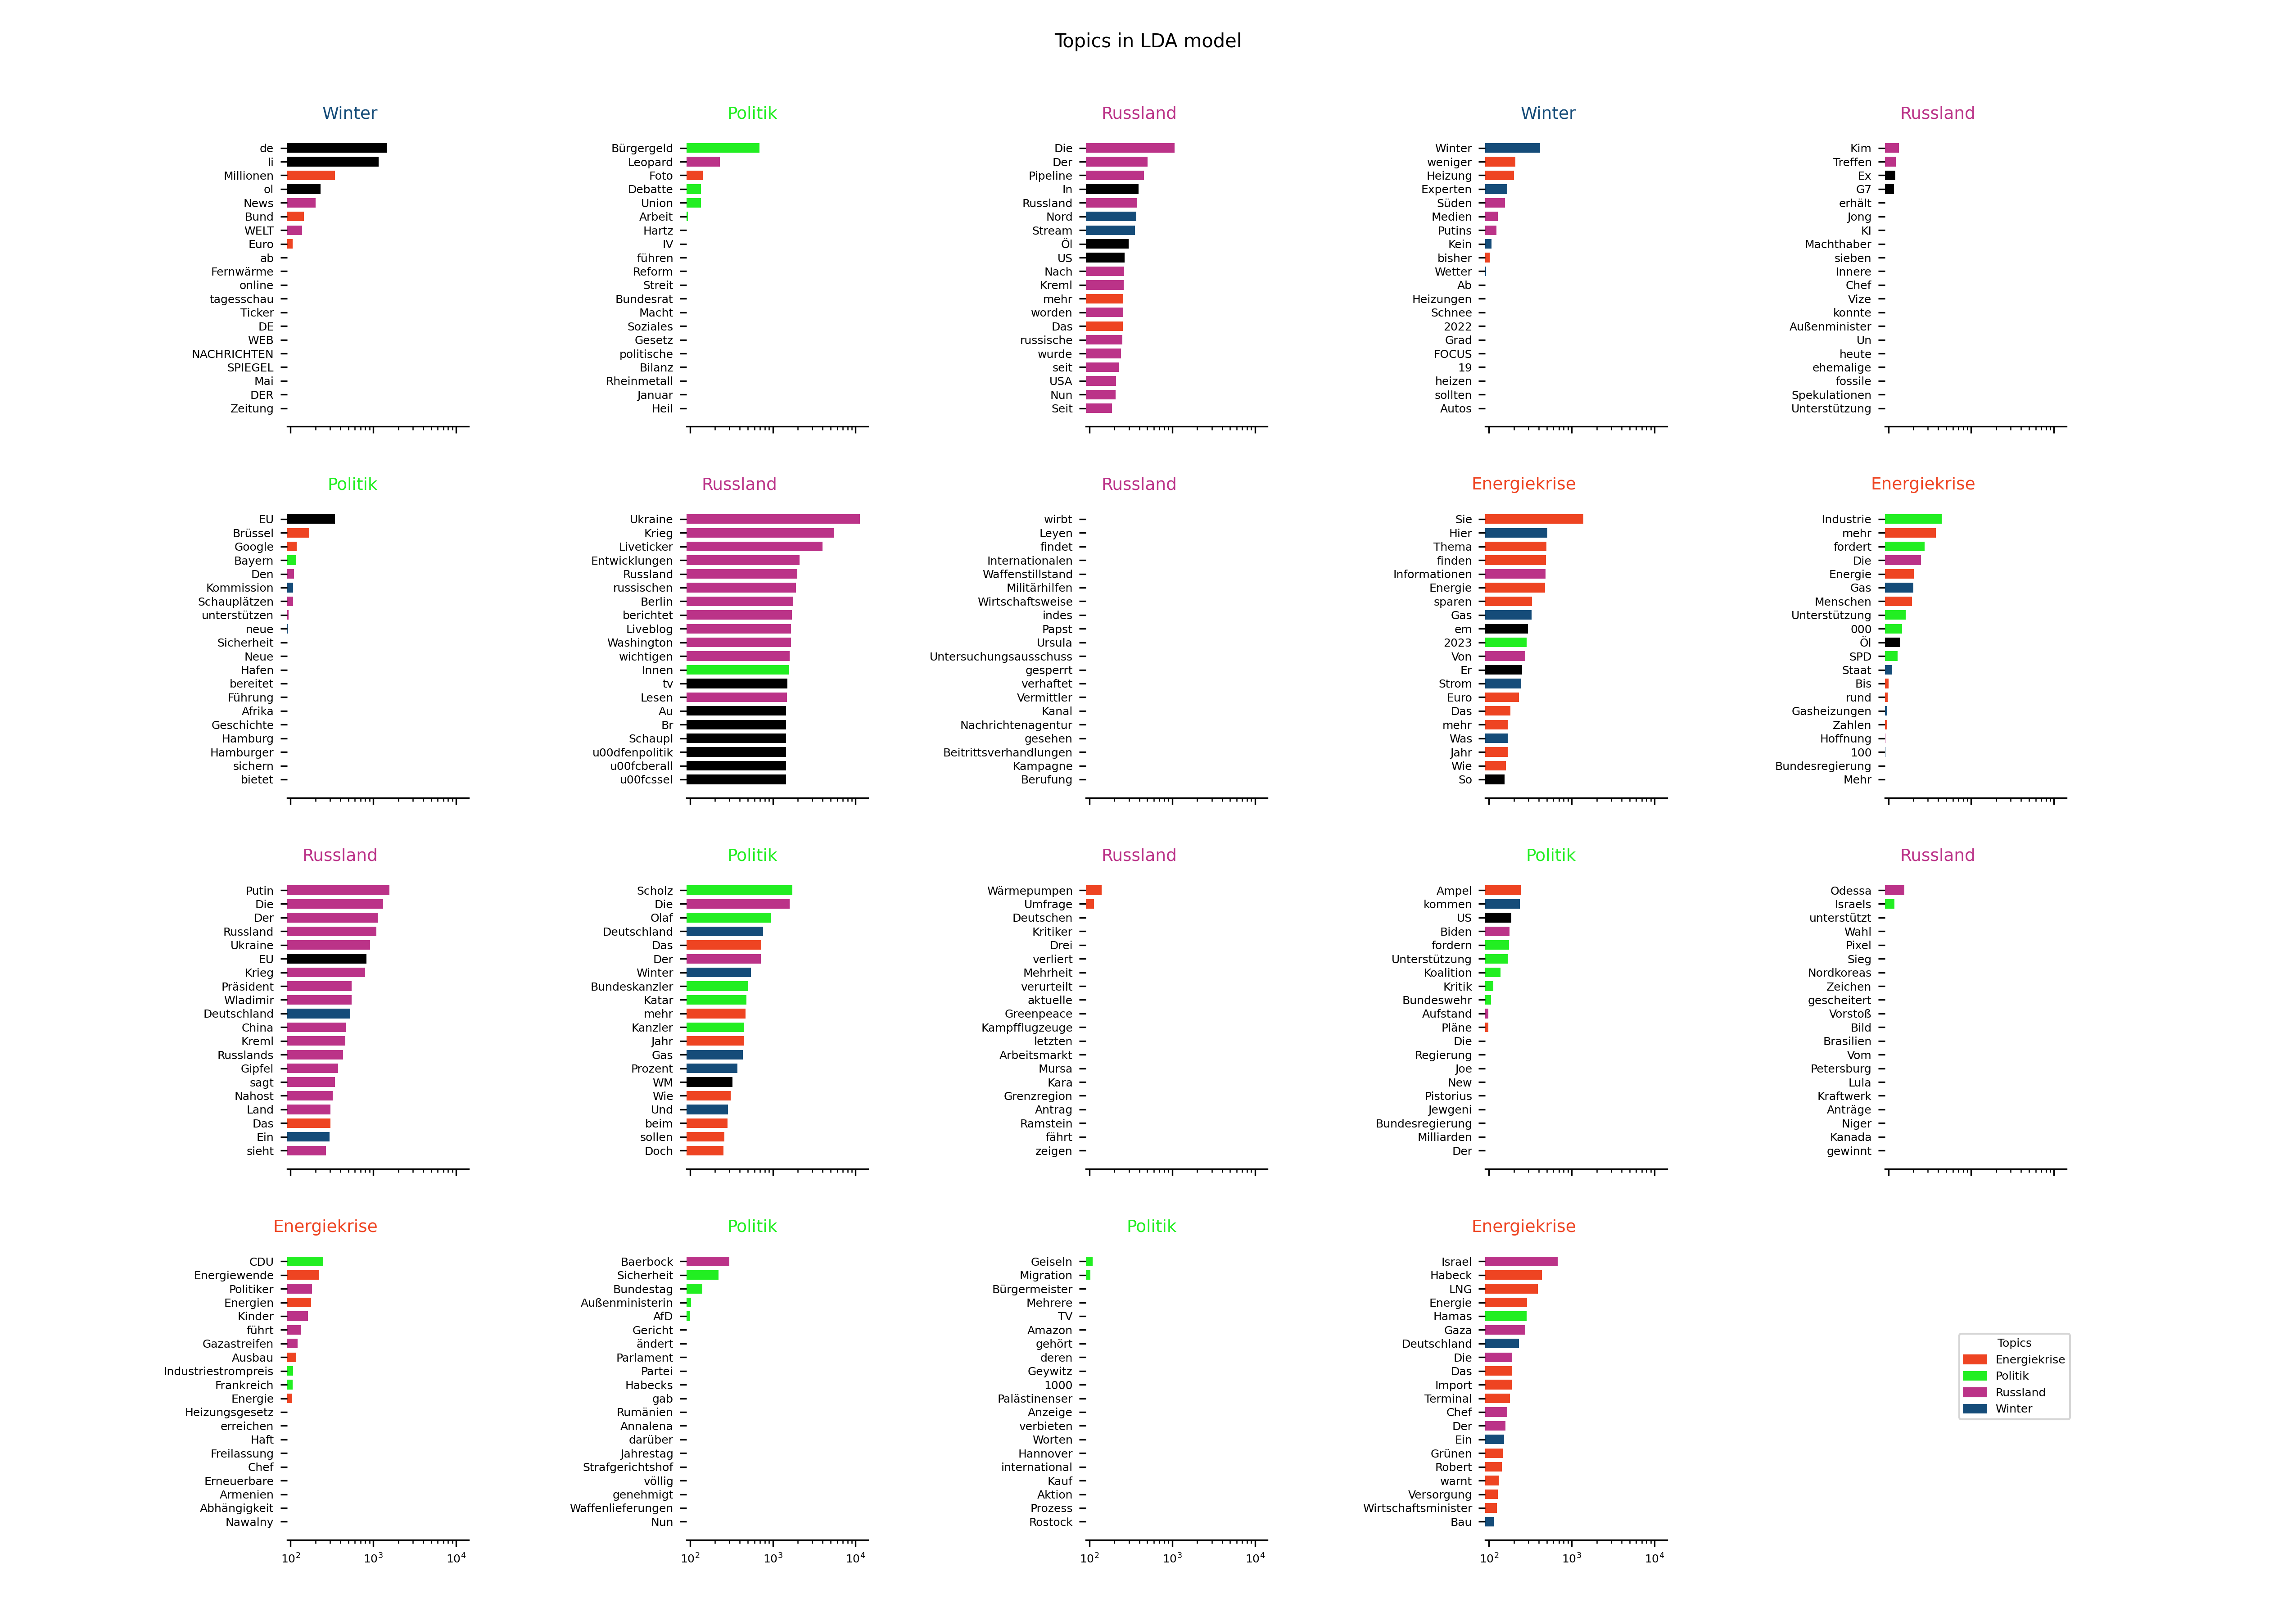 Topics in LDA model
Winter
de
li
Millionen
ol
News
Bund
WELT
Euro
ab
Fernwärme
online
tagesschau
Ticker
DE
WEB
NACHRICHTEN
SPIEGEL
Mai
DER
Zeitung
Politik
Bürgergeld
Leopard
Foto
Debatte
Union
Arbeit
Hartz
IV
führen
Reform
Streit
Bundesrat
Macht
Soziales
Gesetz
politische
Bilanz
Rheinmetall
Januar
Heil
Russland
Die
Der
Pipeline
In
Russland
Nord
Stream
Öl
US
Nach
Kreml
mehr
worden
Das
russische
wurde
seit
USA
Nun
Seit
Winter
Winter
weniger
Heizung
Experten
Süden
Medien
Putins
Kein
bisher
Wetter
Ab
Heizungen
Schnee
2022
Grad
FOCUS
19
heizen
sollten
Autos
Russland
Kim
Treffen
Ex
G7
erhält
Jong
KI
Machthaber
sieben
Innere
Chef
Vize
konnte
Außenminister
Un
heute
ehemalige
fossile
Spekulationen
Unterstützung
Politik
EU
Brüssel
Google
Bayern
Den
Kommission
Schauplätzen
unterstützen
neue
Sicherheit
Neue
Hafen
bereitet
Führung
Afrika
Geschichte
Hamburg
Hamburger
sichern
bietet
Russland
Ukraine
Krieg
Liveticker
Entwicklungen
Russland
russischen
Berlin
berichtet
Liveblog
Washington
wichtigen
Innen
tv
Lesen
Au
Br
Schaupl
u00dfenpolitik
u00fcberall
u00fcssel
Russland
wirbt
Leyen
findet
Internationalen
Waffenstillstand
Militärhilfen
Wirtschaftsweise
indes
Papst
Ursula
Untersuchungsausschuss
gesperrt
verhaftet
Vermittler
Kanal
Nachrichtenagentur
gesehen
Beitrittsverhandlungen
Kampagne
Berufung
Energiekrise
Sie
Hier
Thema
finden
Informationen
Energie
sparen
Gas
em
2023
Von
Er
Strom
Euro
Das
mehr
Was
Jahr
Wie
So
Energiekrise
Industrie
mehr
fordert
Die
Energie
Gas
Menschen
Unterstützung
000
Öl
SPD
Staat
Bis
rund
Gasheizungen
Zahlen
Hoffnung
100
Bundesregierung
Mehr
Russland
Putin
Die
Der
Russland
Ukraine
EU
Krieg
Präsident
Wladimir
Deutschland
China
Kreml
Russlands
Gipfel
sagt
Nahost
Land
Das
Ein
sieht
Politik
Scholz
Die
Olaf
Deutschland
Das
Der
Winter
Bundeskanzler
Katar
mehr
Kanzler
Jahr
Gas
Prozent
WM
Wie
Und
beim
sollen
Doch
Russland
Wärmepumpen
Umfrage
Deutschen
Kritiker
Drei
verliert
Mehrheit
verurteilt
aktuelle
Greenpeace
Kampfflugzeuge
letzten
Arbeitsmarkt
Mursa
Kara
Grenzregion
Antrag
Ramstein
fährt
zeigen
Politik
Ampel
kommen
US
Biden
fordern
Unterstützung
Koalition
Kritik
Bundeswehr
Aufstand
Pläne
Die
Regierung
Joe
New
Pistorius
Jewgeni
Bundesregierung
Milliarden
Der
Russland
Odessa
Israels
unterstützt
Wahl
Pixel
Sieg
Nordkoreas
Zeichen
gescheitert
Vorstoß
Bild
Brasilien
Vom
Petersburg
Lula
Kraftwerk
Anträge
Niger
Kanada
gewinnt
Energiekrise
CDU
Energiewende
Politiker
Energien
Kinder
führt
Gazastreifen
Ausbau
Industriestrompreis
Frankreich
Energie
Heizungsgesetz
erreichen
Haft
Freilassung
Chef
Erneuerbare
Armenien
Abhängigkeit
Nawalny
10² 10³ 10⁴
Politik
Baerbock
Sicherheit
Bundestag
Außenministerin
AfD
Gericht
ändert
Parlament
Partei
Habecks
gab
Rumänien
Annalena
darüber
Jahrestag
Strafgerichtshof
völlig
genehmigt
Waffenlieferungen
Nun
10² 10³ 10⁴
Politik
Geiseln
Migration
Bürgermeister
Mehrere
TV
Amazon
gehört
deren
Geywitz
1000
Palästinenser
Anzeige
verbieten
Worten
Hannover
international
Kauf
Aktion
Prozess
Rostock
10² 10³ 10⁴
Energiekrise
Israel
Habeck
LNG
Energie
Hamas
Gaza
Deutschland
Die
Das
Import
Terminal
Chef
Der
Ein
Grünen
Robert
warnt
Versorgung
Wirtschaftsminister
Bau
10² 10³ 10⁴
Topics
Energiekrise
Politik
Russland
Winter